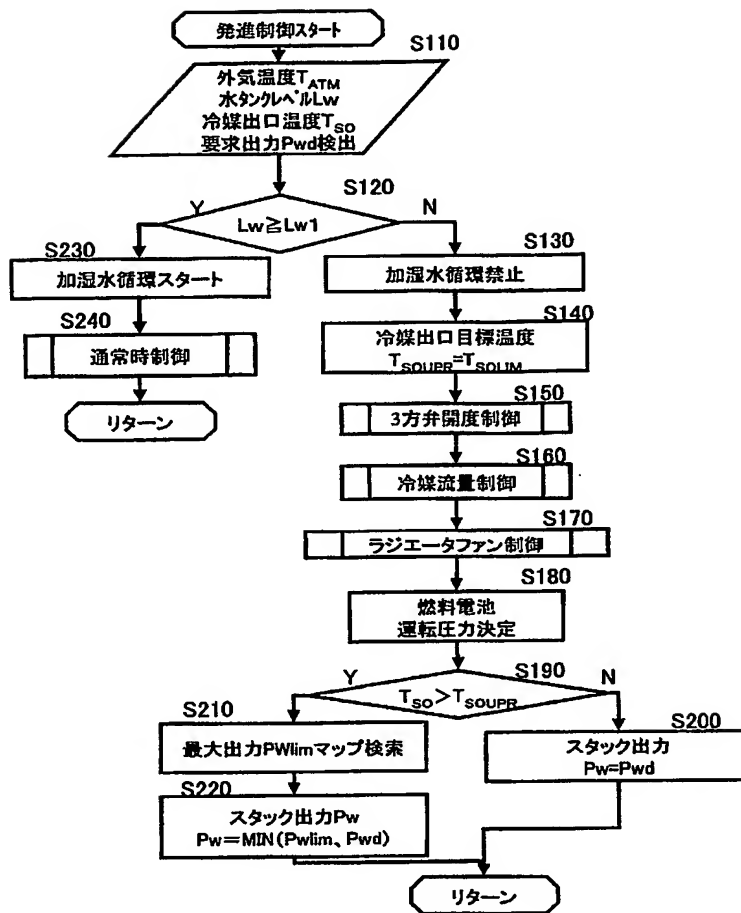 発進制御スタート
S110
外気温度TATM
水タンクレベルLw
冷媒出口温度TSO
要求出力Pwd検出
S120
Y
Lw≧Lw1
N
S230
加湿水循環スタート
S130
加湿水循環禁止
S240
通常時制御
S140
冷媒出口目標温度
TSOUPR=TSOLIM
リターン
S150
3方弁開度制御
S160
冷媒流量制御
S170
ラジエータファン制御
S180
燃料電池
運転圧力決定
S190
Y
TSO>TSOUPR
N
S210
最大出力PWlimマップ検索
S200
スタック出力
Pw=Pwd
S220
スタック出力Pw
Pw=MIN(Pwlim、Pwd)
リターン